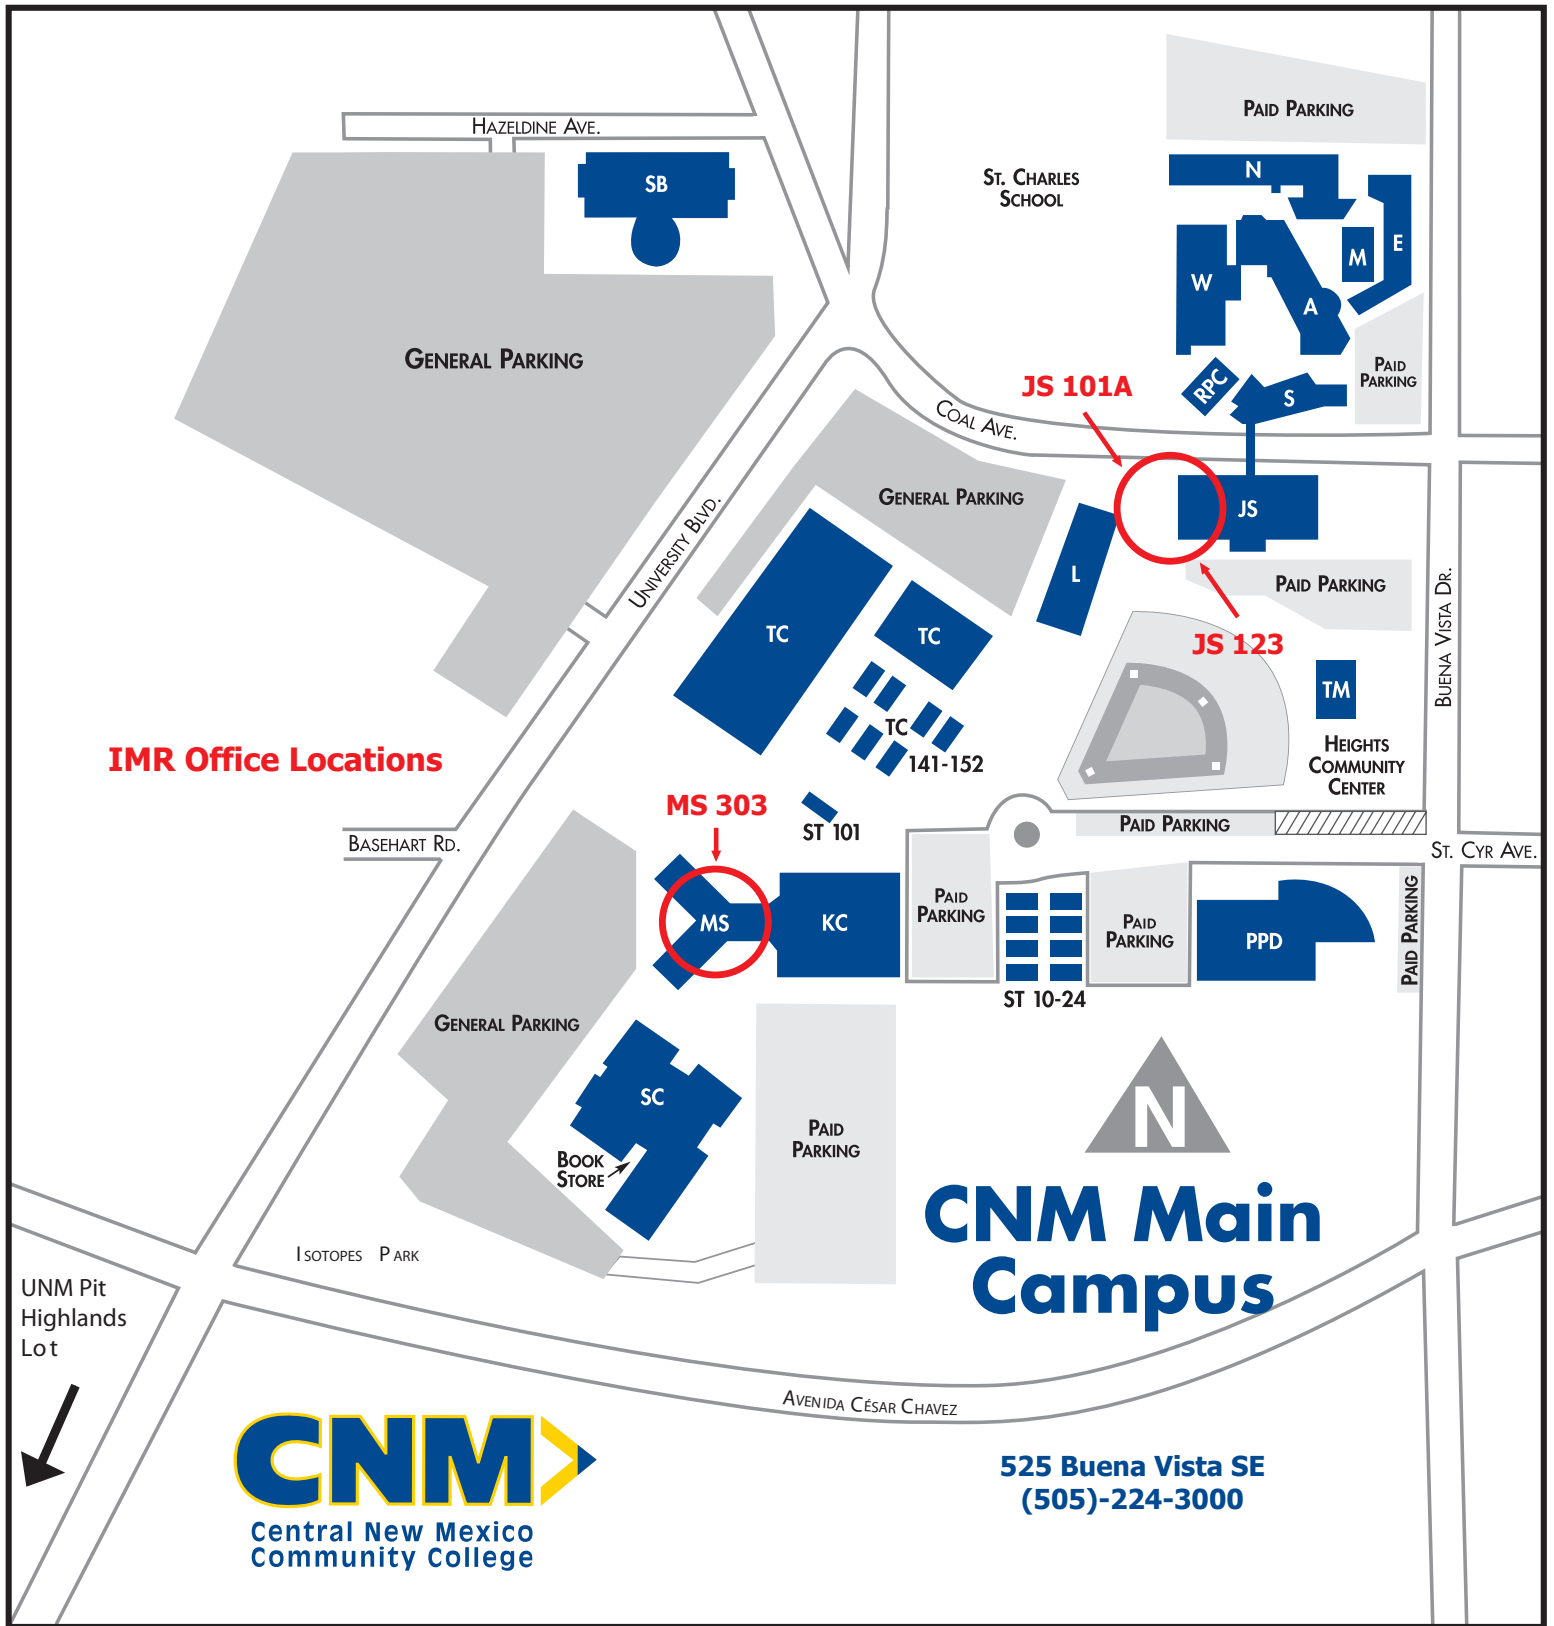 HAZELDINE AVE.
PAID PARKING
SB
ST. CHARLES
SCHOOL
N
E
M
W
A
GENERAL PARKING
PAID
PARKING
RPC
S
JS 101A
COAL AVE.
GENERAL PARKING
JS
UNIVERSITY BLVD.
L
PAID PARKING
BUENA VISTA DR.
TC
TC
JS 123
TM
TC
141-152
HEIGHTS
COMMUNITY
CENTER
IMR Office Locations
MS 303
ST 101
PAID PARKING
BASEHART RD.
ST. CYR AVE.
MS
KC
PAID
PARKING
PAID
PARKING
PPD
PAID PARKING
ST 10-24
GENERAL PARKING
SC
BOOK
STORE
PAID
PARKING
N
CNM Main
Campus
ISOTOPES PARK
UNM Pit
Highlands
Lot
AVENIDA CÉSAR CHAVEZ
CNM
Central New Mexico
Community College
525 Buena Vista SE
(505)-224-3000